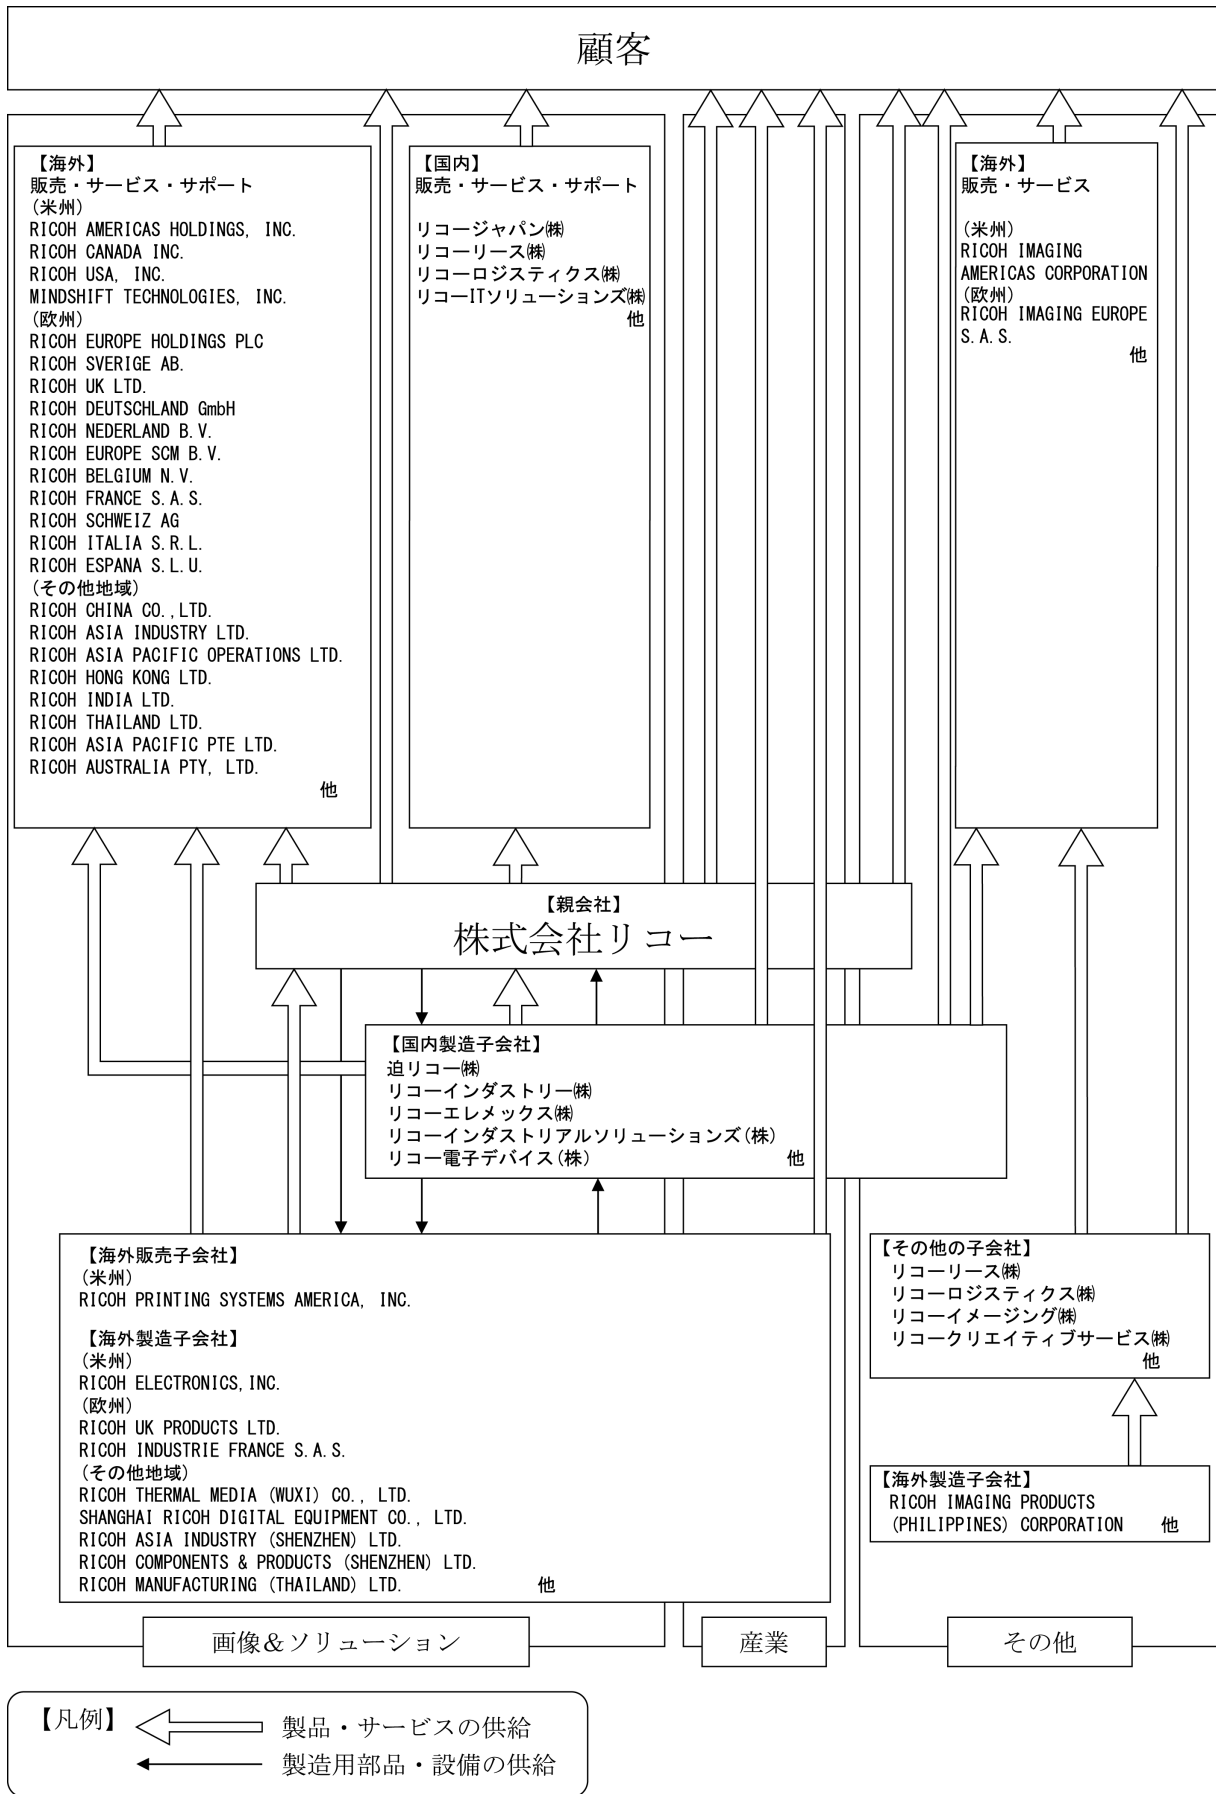 顧客
【海外】
販売・サービス・サポート
（米州）
RICOH AMERICAS HOLDINGS, INC.
RICOH CANADA INC.
RICOH USA, INC.
MINDSHIFT TECHNOLOGIES, INC.
（欧州）
RICOH EUROPE HOLDINGS PLC
RICOH SVERIGE AB.
RICOH UK LTD.
RICOH DEUTSCHLAND GmbH
RICOH NEDERLAND B.V.
RICOH EUROPE SCM B.V.
RICOH BELGIUM N.V.
RICOH FRANCE S.A.S.
RICOH SCHWEIZ AG
RICOH ITALIA S.R.L.
RICOH ESPANA S.L.U.
（その他地域）
RICOH CHINA CO.,LTD.
RICOH ASIA INDUSTRY LTD.
RICOH ASIA PACIFIC OPERATIONS LTD.
RICOH HONG KONG LTD.
RICOH INDIA LTD.
RICOH THAILAND LTD.
RICOH ASIA PACIFIC PTE LTD.
RICOH AUSTRALIA PTY, LTD.
他
【国内】
販売・サービス・サポート
リコージャパン㈱
リコーリース㈱
リコーロジスティクス㈱
リコーITソリューションズ㈱
他
【海外】
販売・サービス
（米州）
RICOH IMAGING
AMERICAS CORPORATION
（欧州）
RICOH IMAGING EUROPE
S.A.S.
他
【親会社】
株式会社リコー
【国内製造子会社】
迫リコー㈱
リコーインダストリー㈱
リコーエレメックス㈱
リコーインダストリアルソリューションズ（株）
リコー電子デバイス（株） 他
【海外販売子会社】
（米州）
RICOH PRINTING SYSTEMS AMERICA, INC.
【海外製造子会社】
（米州）
RICOH ELECTRONICS,INC.
（欧州）
RICOH UK PRODUCTS LTD.
RICOH INDUSTRIE FRANCE S.A.S.
（その他地域）
RICOH THERMAL MEDIA (WUXI) CO., LTD.
SHANGHAI RICOH DIGITAL EQUIPMENT CO., LTD.
RICOH ASIA INDUSTRY (SHENZHEN) LTD.
RICOH COMPONENTS & PRODUCTS (SHENZHEN) LTD.
RICOH MANUFACTURING (THAILAND) LTD. 他
【その他の子会社】
リコーリース㈱
リコーロジスティクス㈱
リコーイメージング㈱
リコークリエイティブサービス㈱
他
【海外製造子会社】
RICOH IMAGING PRODUCTS
(PHILIPPINES) CORPORATION 他
画像＆ソリューション
産業
その他
【凡例】
製品・サービスの供給
製造用部品・設備の供給